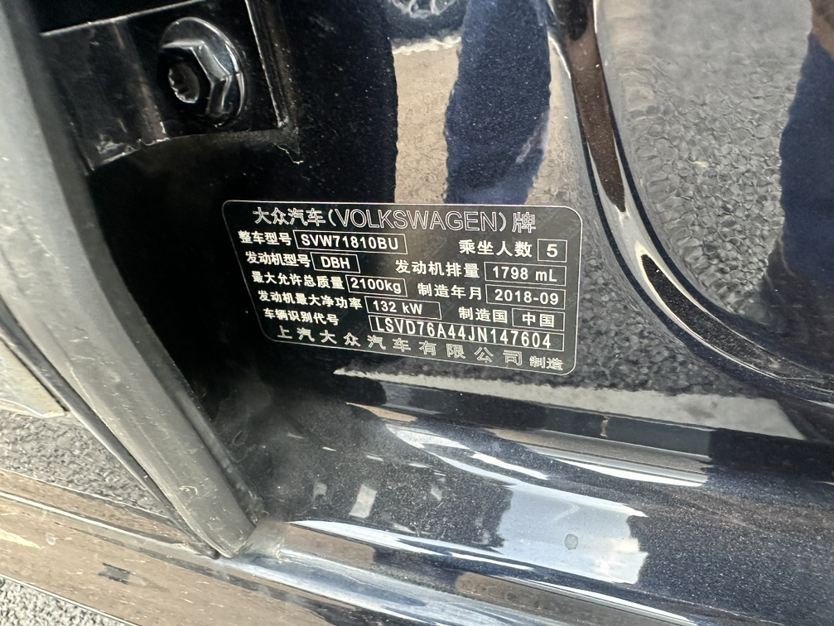 大众汽车(VOLKSWAGEN)牌
整车型号 SVW71810BU 乘坐人数 5
发动机型号 DBH 发动机排量 1798 mL
最大允许总质量 2100kg 制造年月 2018-09
发动机最大净功率 132 kW 制造国 中国
车辆识别代号 LSVD76A44JN147604
上汽大众汽车有限公司 制造